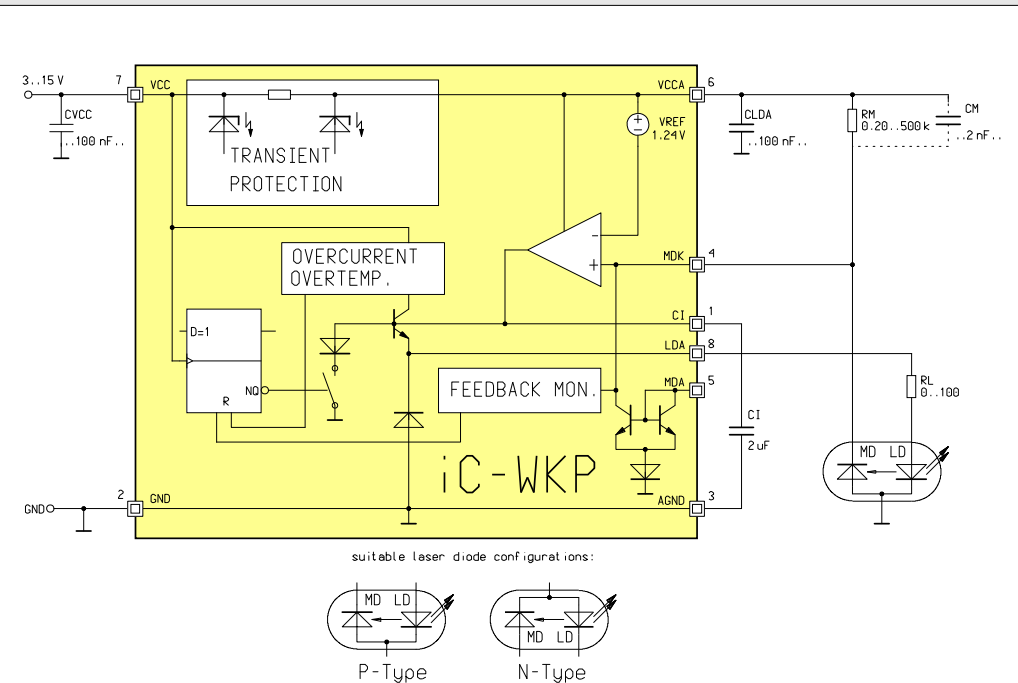 3..15 V
7
VCC
VCCA
6
CVCC
..100 nF..
VREF
1.24V
CLDA
..100 nF..
RM
0.20..500k
CM
..2 nF..
TRANSIENT
PROTECTION
−
+
OVERCURRENT
OVERTEMP.
MDK
4
D=1
CI
1
LDA
8
NQ
R
FEEDBACK MON.
MDA
5
RL
0..100
CI
2uF
MD LD
iC-WKP
GND
2
GND
AGND
3
suitable laser diode configurations:
MD LD
MD LD
P-Type
N-Type